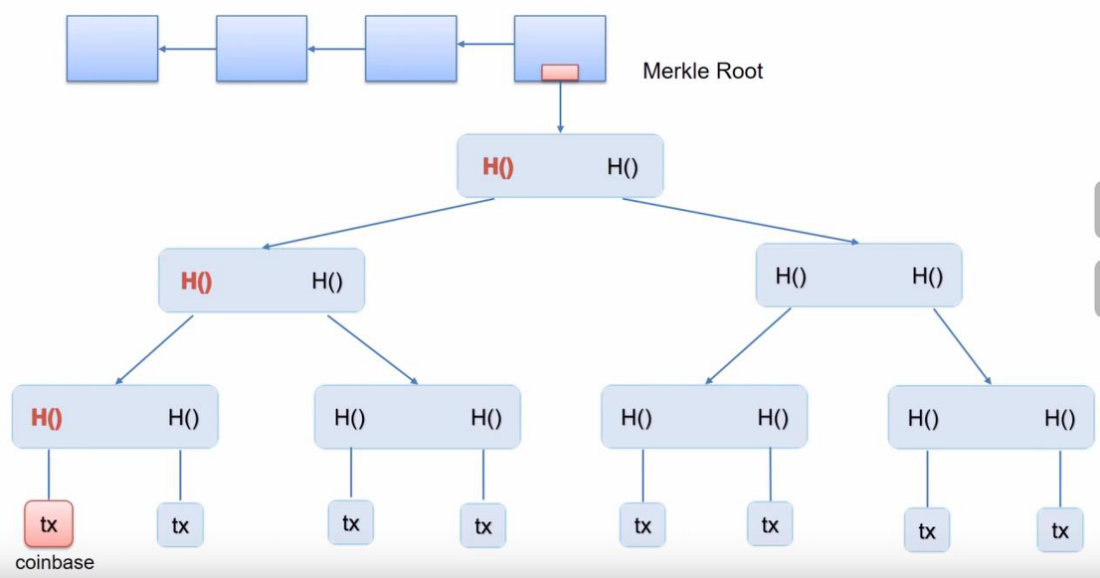 Merkle Root
H() H()
H() H() H() H()
H() H() H() H() H() H() H() H()
tx tx tx tx tx tx tx tx
coinbase